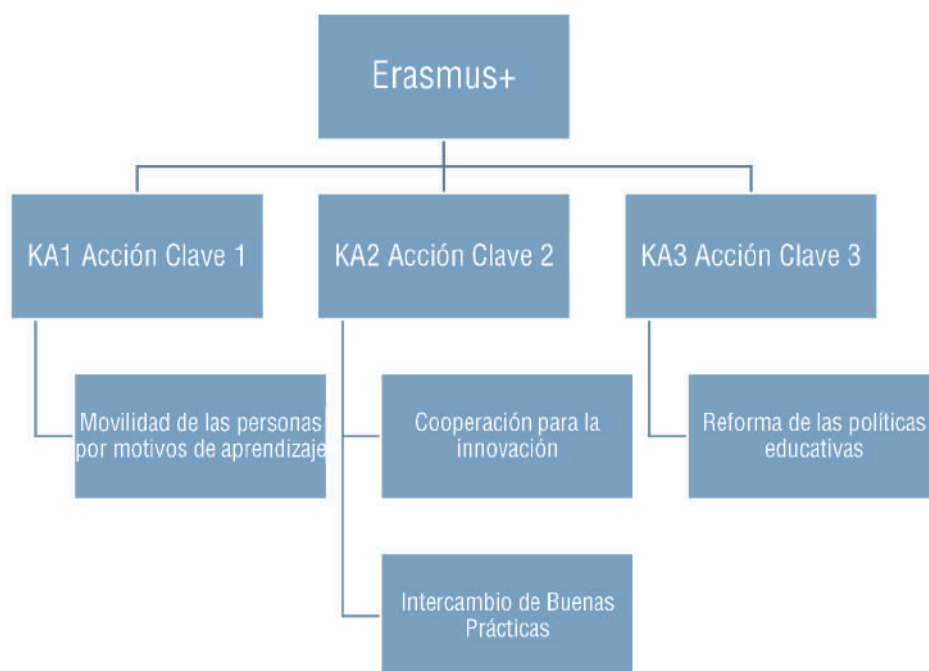 Erasmus+
KA1 Acción Clave 1
KA2 Acción Clave 2
KA3 Acción Clave 3
Movilidad de las personas
por motivos de aprendizaje
Cooperación para la
innovación
Reforma de las políticas
educativas
Intercambio de Buenas
Prácticas